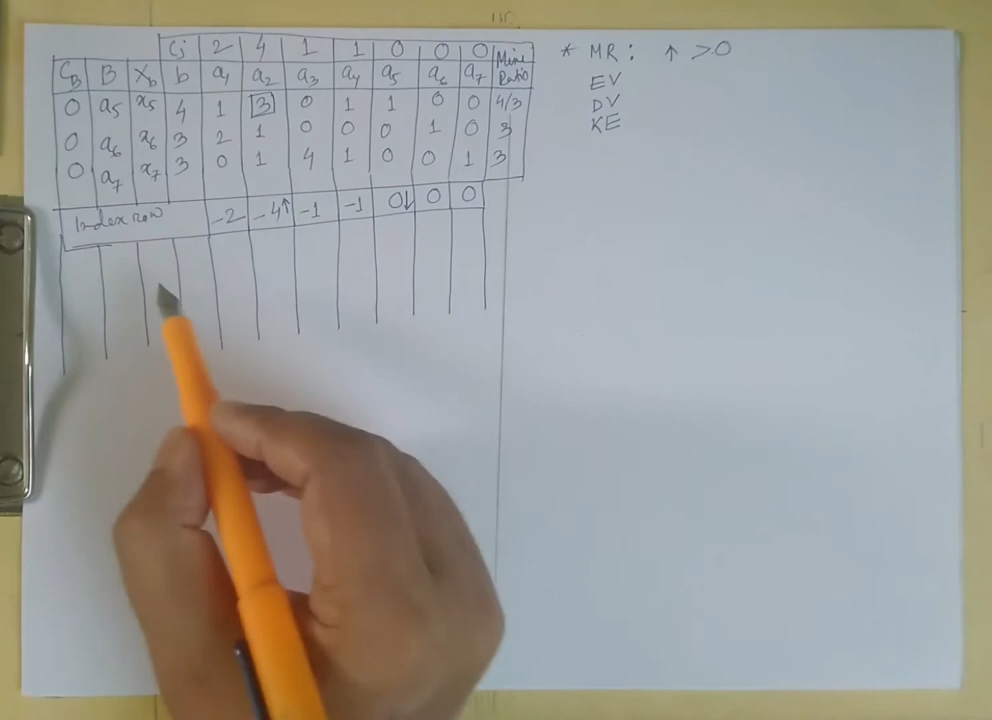 Cj 2 4 1 1 0 0 0 Mini Ratio
CB B Xb b a1 a2 a3 a4 a5 a6 a7
0 a5 x5 4 1 3 0 1 1 0 0 4/3
0 a6 x6 3 2 1 0 0 0 1 0 3
0 a7 x7 3 0 1 4 1 0 0 1 3
Index row -2 -4↑ -1 -1 0↓ 0 0
* MR: ↑ >0
EV
DV
KE